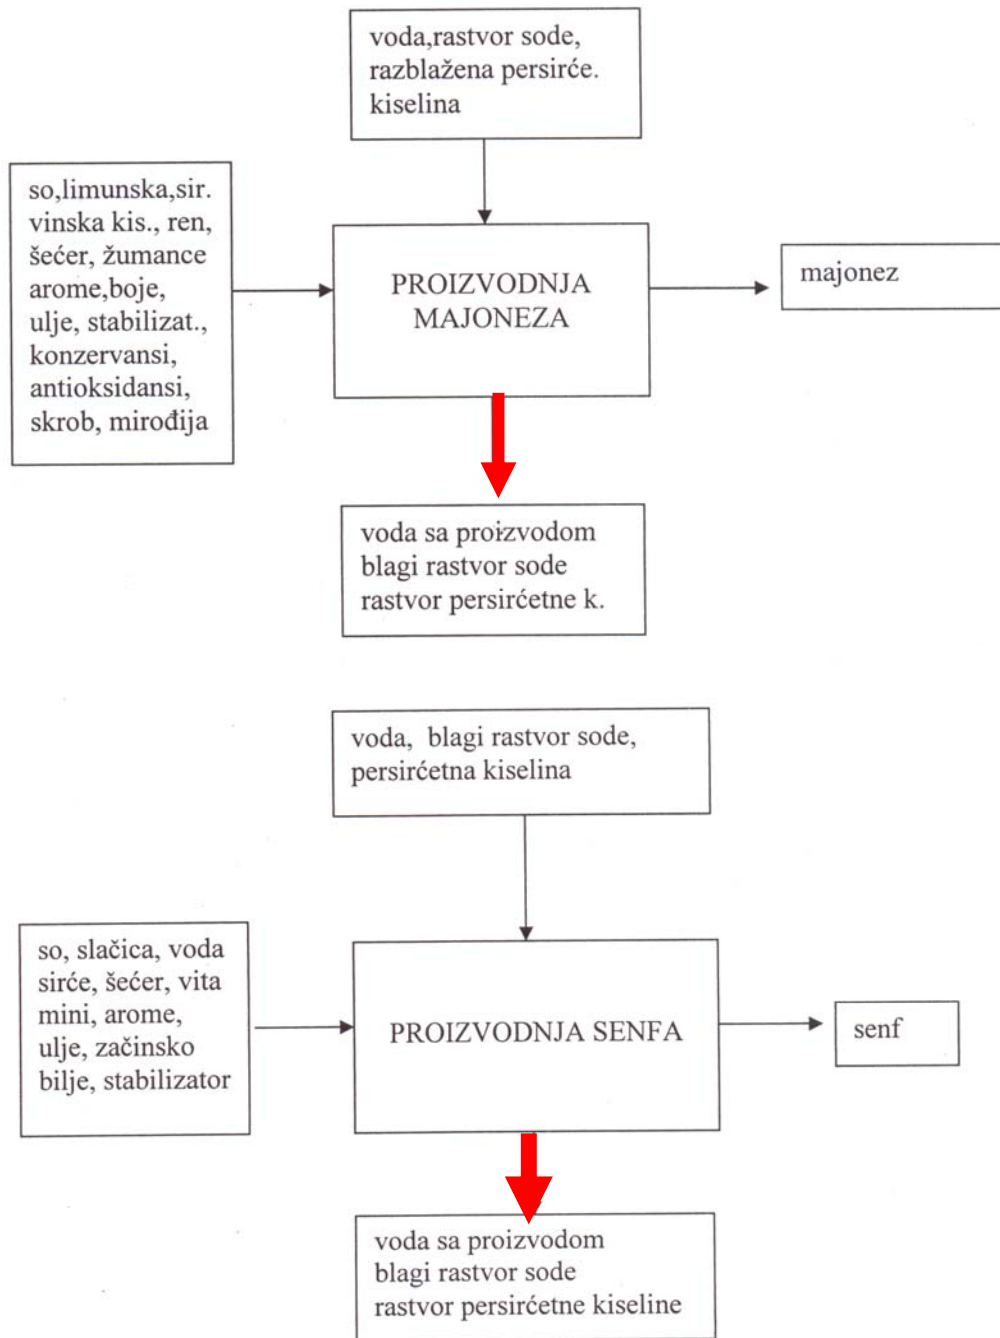 voda,rastvor sode,
razblažena persirće.
kiselina
so,limunska,sir.
vinska kis., ren,
šećer, žumance
arome,boje,
ulje, stabilizat.,
konzervansi,
antioksidansi,
skrob, mirođija
PROIZVODNJA
MAJONEZA
majonez
voda sa proizvodom
blagi rastvor sode
rastvor persirćetne k.
voda, blagi rastvor sode,
persirćetna kiselina
so, slačica, voda
sirće, šećer, vita
mini, arome,
ulje, začinsko
bilje, stabilizator
PROIZVODNJA SENFA
senf
voda sa proizvodom
blagi rastvor sode
rastvor persirćetne kiseline